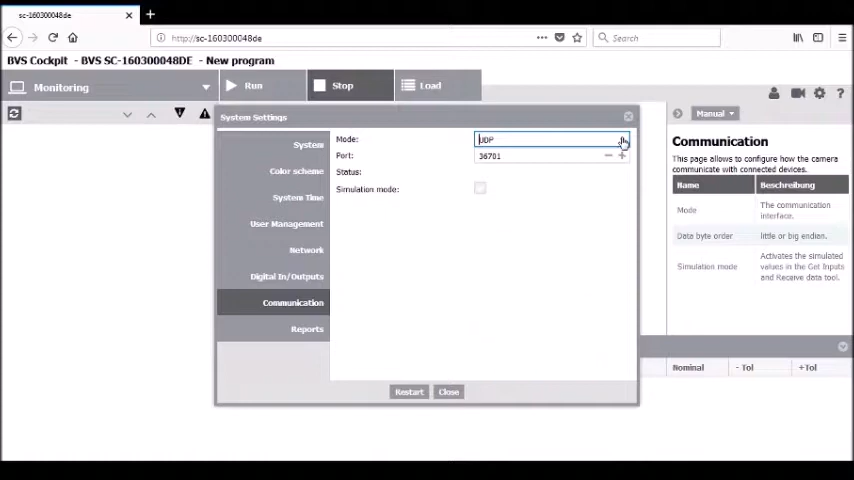 sc-160300048de
http://sc-160300048de
Search
BVS Cockpit - BVS SC-160300048DE - New program
Monitoring
Run
Stop
Load
System Settings
Manual
System
Color scheme
System Time
User Management
Network
Digital In/Outputs
Communication
Reports
Mode:
UDP
Port:
36701
Status:
Simulation mode:
Restart
Close
Communication
This page allows to configure how the camera
communicate with connected devices.
Name Beschreibung
Mode
The communication
interface.
Data byte order little or big endian.
Simulation mode
Activates the simulated
values in the Get Inputs
and Receive data tool.
Nominal - Tol +Tol